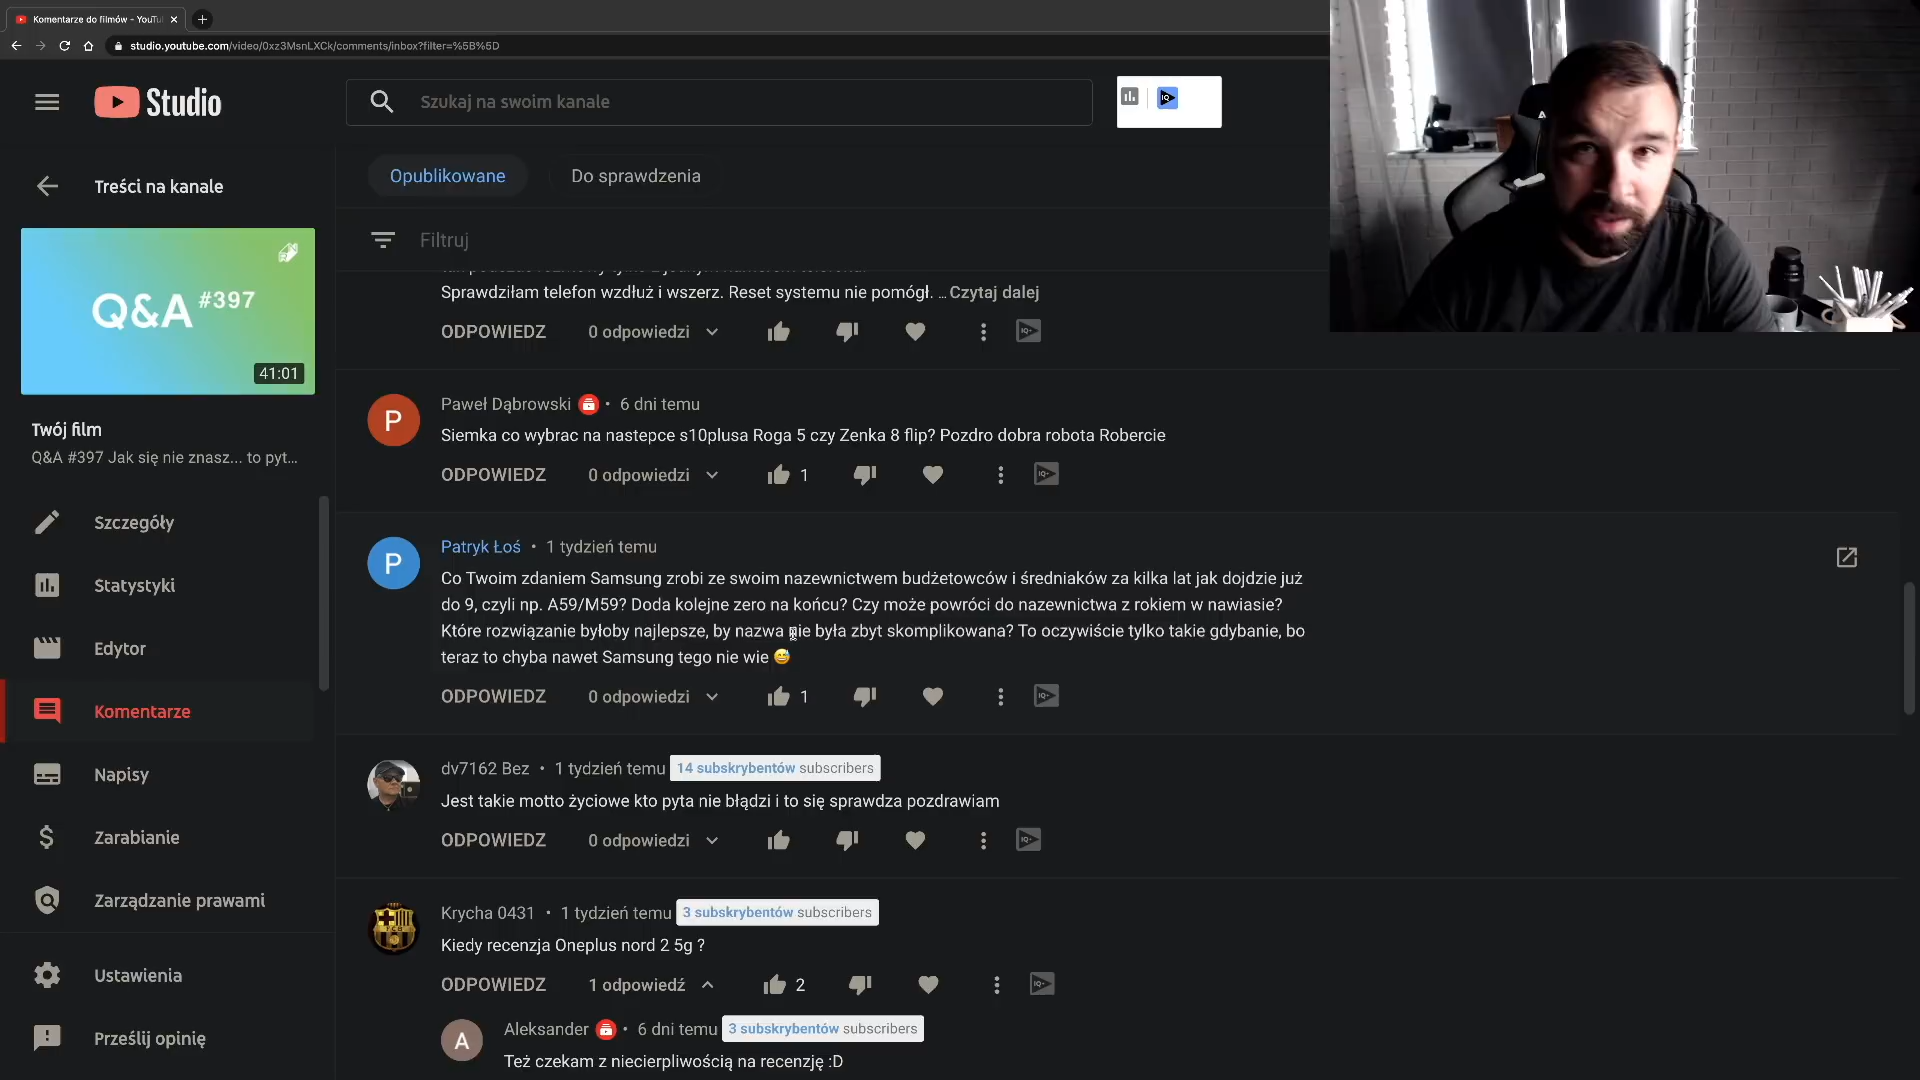 Komentarze do filmów - YouTu
studio.youtube.com/video/0xz3MsnLXCk/comments/inbox?filter=%5B%5D
Studio
Szukaj na swoim kanale
IQ
Treści na kanale
Opublikowane
Do sprawdzenia
Filtruj
Q&A #397
41:01
Twój film
Q&A #397 Jak się nie znasz... to pyt...
Szczegóły
Statystyki
Edytor
Komentarze
Napisy
Zarabianie
Zarządzanie prawami
Ustawienia
Prześlij opinię
Sprawdziłam telefon wzdłuż i wszerz. Reset systemu nie pomógł. ... Czytaj dalej
ODPOWIEDZ 0 odpowiedzi
P
Paweł Dąbrowski • 6 dni temu
Siemka co wybrac na nastepce s10plusa Roga 5 czy Zenka 8 flip? Pozdro dobra robota Robercie
ODPOWIEDZ 0 odpowiedzi 1
P
Patryk Łoś • 1 tydzień temu
Co Twoim zdaniem Samsung zrobi ze swoim nazewnictwem budżetowców i średniaków za kilka lat jak dojdzie już
do 9, czyli np. A59/M59? Doda kolejne zero na końcu? Czy może powróci do nazewnictwa z rokiem w nawiasie?
Które rozwiązanie byłoby najlepsze, by nazwa nie była zbyt skomplikowana? To oczywiście tylko takie gdybanie, bo
teraz to chyba nawet Samsung tego nie wie 😅
ODPOWIEDZ 0 odpowiedzi 1
dv7162 Bez • 1 tydzień temu 14 subskrybentów subscribers
Jest takie motto życiowe kto pyta nie błądzi i to się sprawdza pozdrawiam
ODPOWIEDZ 0 odpowiedzi
Krycha 0431 • 1 tydzień temu 3 subskrybentów subscribers
Kiedy recenzja Oneplus nord 2 5g ?
ODPOWIEDZ 1 odpowiedź 2
A
Aleksander • 6 dni temu 3 subskrybentów subscribers
Też czekam z niecierpliwością na recenzję :D